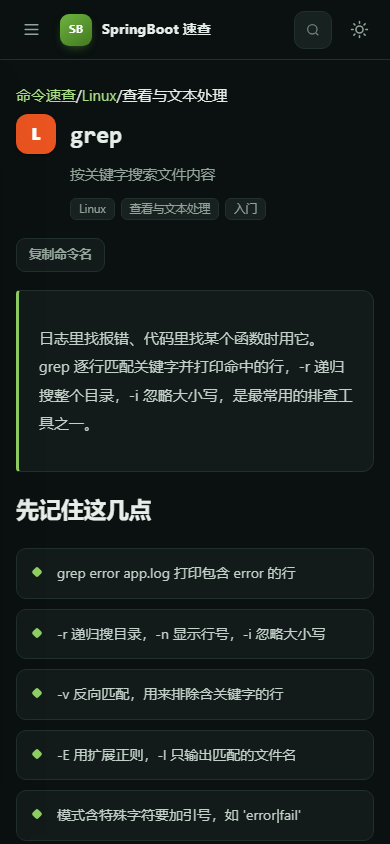 SB SpringBoot 速查
命令速查/Linux/查看与文本处理
L grep
按关键字搜索文件内容
Linux 查看与文本处理 入门
复制命令名
日志里找报错、代码里找某个函数时用它。
grep 逐行匹配关键字并打印命中的行，-r 递归
搜整个目录，-i 忽略大小写，是最常用的排查工
具之一。
先记住这几点
grep error app.log 打印包含 error 的行
-r 递归搜目录，-n 显示行号，-i 忽略大小写
-v 反向匹配，用来排除含关键字的行
-E 用扩展正则，-l 只输出匹配的文件名
模式含特殊字符要加引号，如 'error|fail'